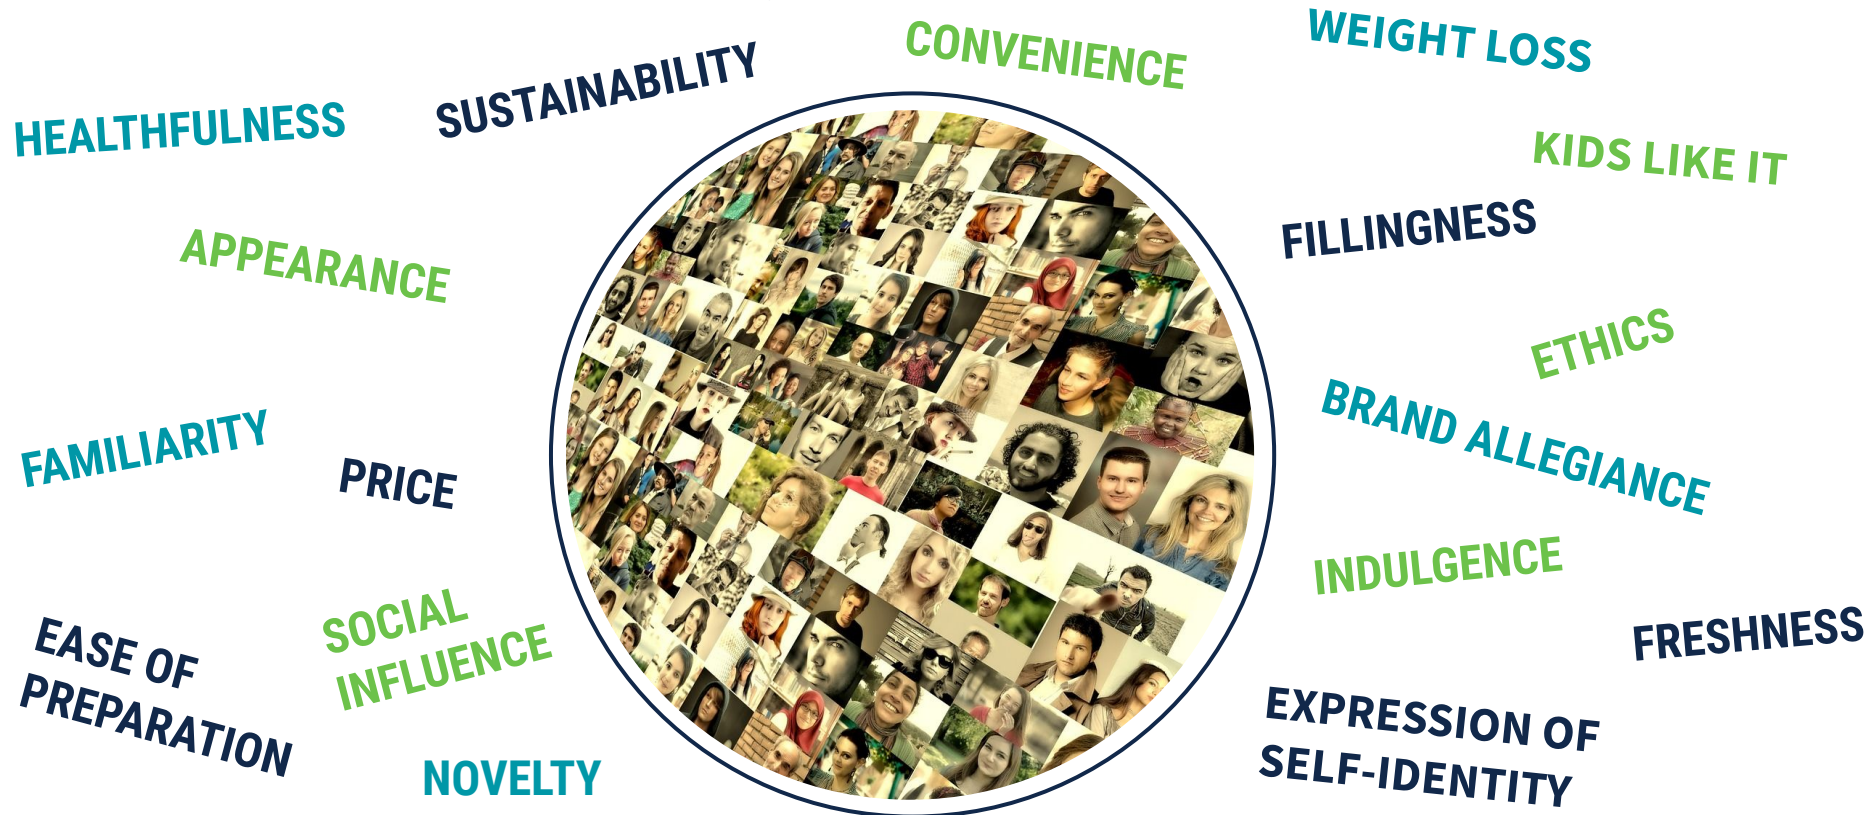 CONVENIENCE
WEIGHT LOSS
SUSTAINABILITY
HEALTHFULNESS
KIDS LIKE IT
FILLINGNESS
APPEARANCE
ETHICS
BRAND ALLEGIANCE
FAMILIARITY
PRICE
INDULGENCE
SOCIAL
INFLUENCE
FRESHNESS
EASE OF
PREPARATION
EXPRESSION OF
SELF-IDENTITY
NOVELTY